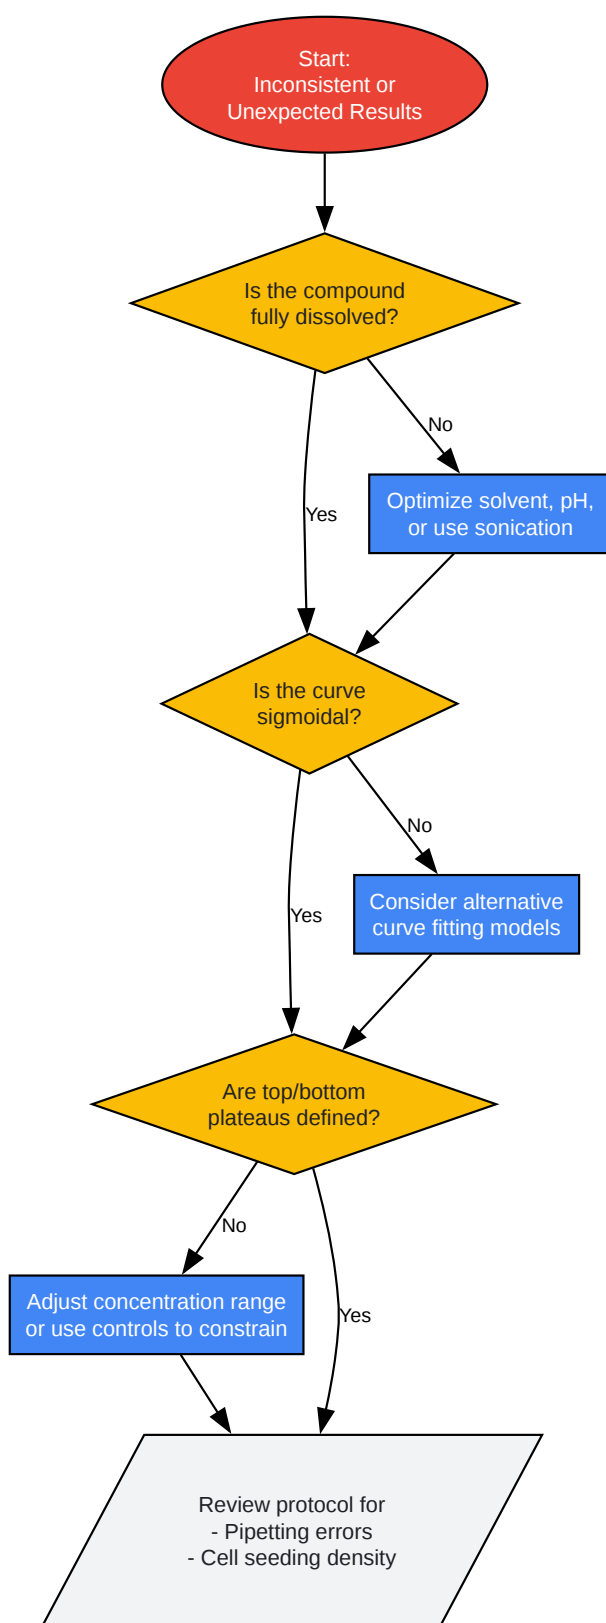 Start:
Inconsistent or
Unexpected Results
Is the compound
fully dissolved?
No
Optimize solvent, pH,
or use sonication
Yes
Is the curve
sigmoidal?
No
Consider alternative
curve fitting models
Yes
Are top/bottom
plateaus defined?
No
Adjust concentration range
or use controls to constrain
Yes
Review protocol for
- Pipetting errors
- Cell seeding density